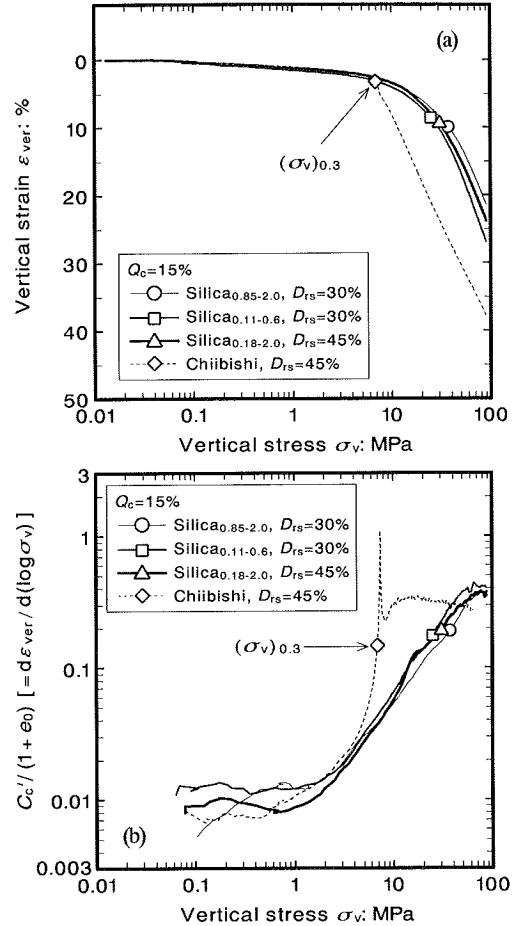 (a)
Vertical strain εver: %
0
10
20
30
40
50
(σv)0.3
Qc=15%
Silica0.85-2.0, Drs=30%
Silica0.11-0.6, Drs=30%
Silica0.18-2.0, Drs=45%
Chiibishi, Drs=45%
0.01 0.1 1 10 100
Vertical stress σv: MPa
Cc'/(1+e0) [=dεver/d(logσv)]
3
1
0.1
0.01
0.003
Qc=15%
Silica0.85-2.0, Drs=30%
Silica0.11-0.6, Drs=30%
Silica0.18-2.0, Drs=45%
Chiibishi, Drs=45%
(σv)0.3
(b)
0.01 0.1 1 10 100
Vertical stress σv: MPa